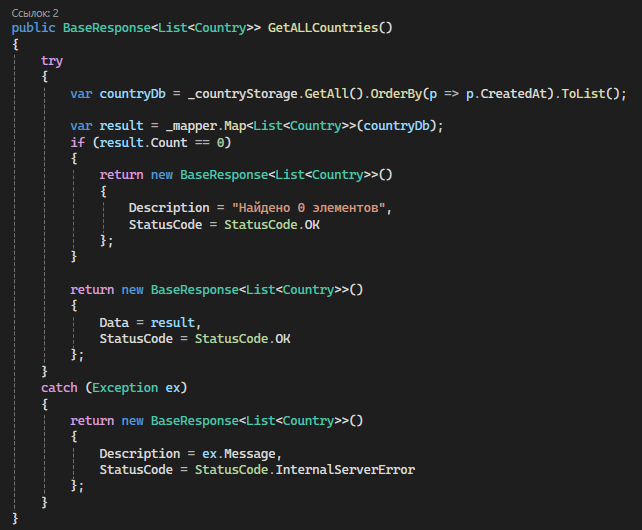 Ссылок: 2
public BaseResponse<List<Country>> GetALLCountries()
{
try
{
var countryDb = _countryStorage.GetAll().OrderBy(p => p.CreatedAt).ToList();
var result = _mapper.Map<List<Country>>(countryDb);
if (result.Count == 0)
{
return new BaseResponse<List<Country>>()
{
Description = "Найдено 0 элементов",
StatusCode = StatusCode.OK
};
}
return new BaseResponse<List<Country>>()
{
Data = result,
StatusCode = StatusCode.OK
};
}
catch (Exception ex)
{
return new BaseResponse<List<Country>>()
{
Description = ex.Message,
StatusCode = StatusCode.InternalServerError
};
}
}